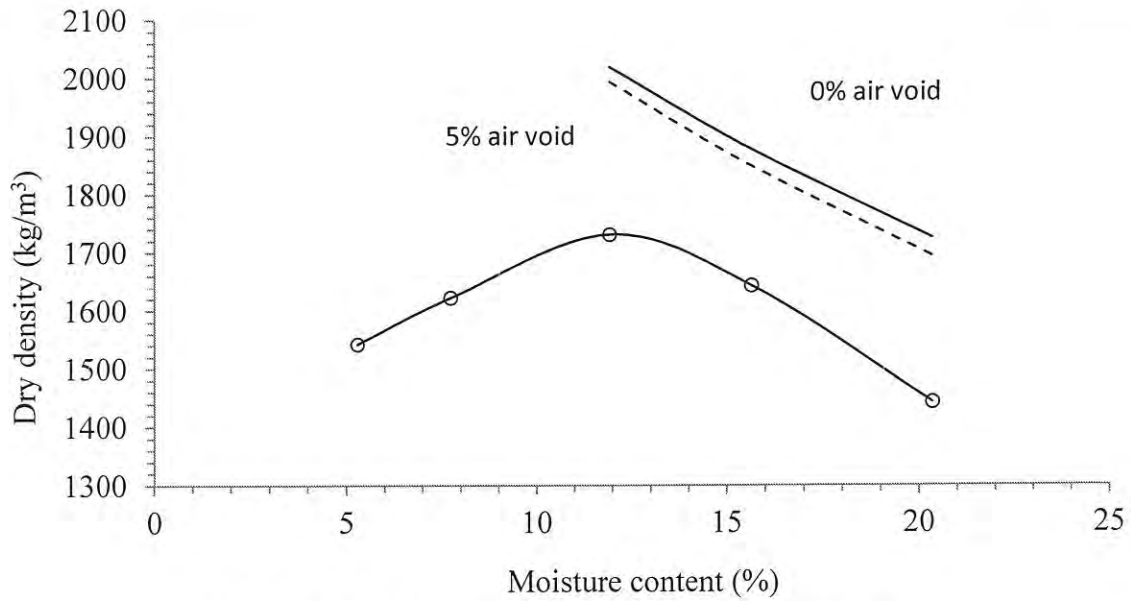 2100
2000
1900
1800
1700
1600
1500
1400
1300
Dry density (kg/m³)
0% air void
5% air void
0 5 10 15 20 25
Moisture content (%)